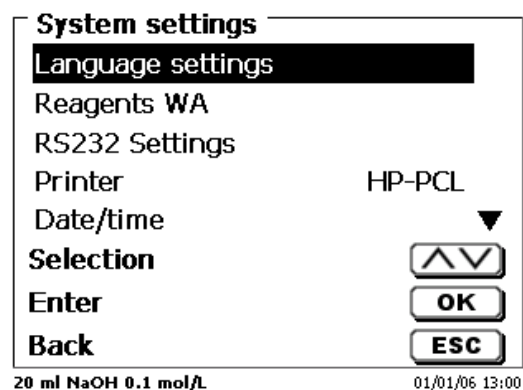 System settings
Language settings
Reagents WA
RS232 Settings
Printer HP-PCL
Date/time ▼
Selection
Enter OK
Back ESC
20 ml NaOH 0.1 mol/L 01/01/06 13:00